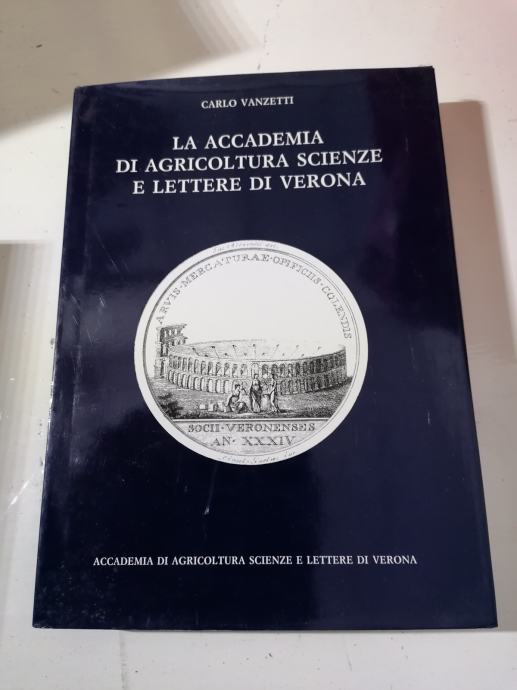 CARLO VANZETTI
LA ACCADEMIA
DI AGRICOLTURA SCIENZE
E LETTERE DI VERONA
ARVIS·MERCATURAE·OPIFICIIS·COLENDIS
SOCII·VERONENSES
AN·XXXIV
ACCADEMIA DI AGRICOLTURA SCIENZE E LETTERE DI VERONA